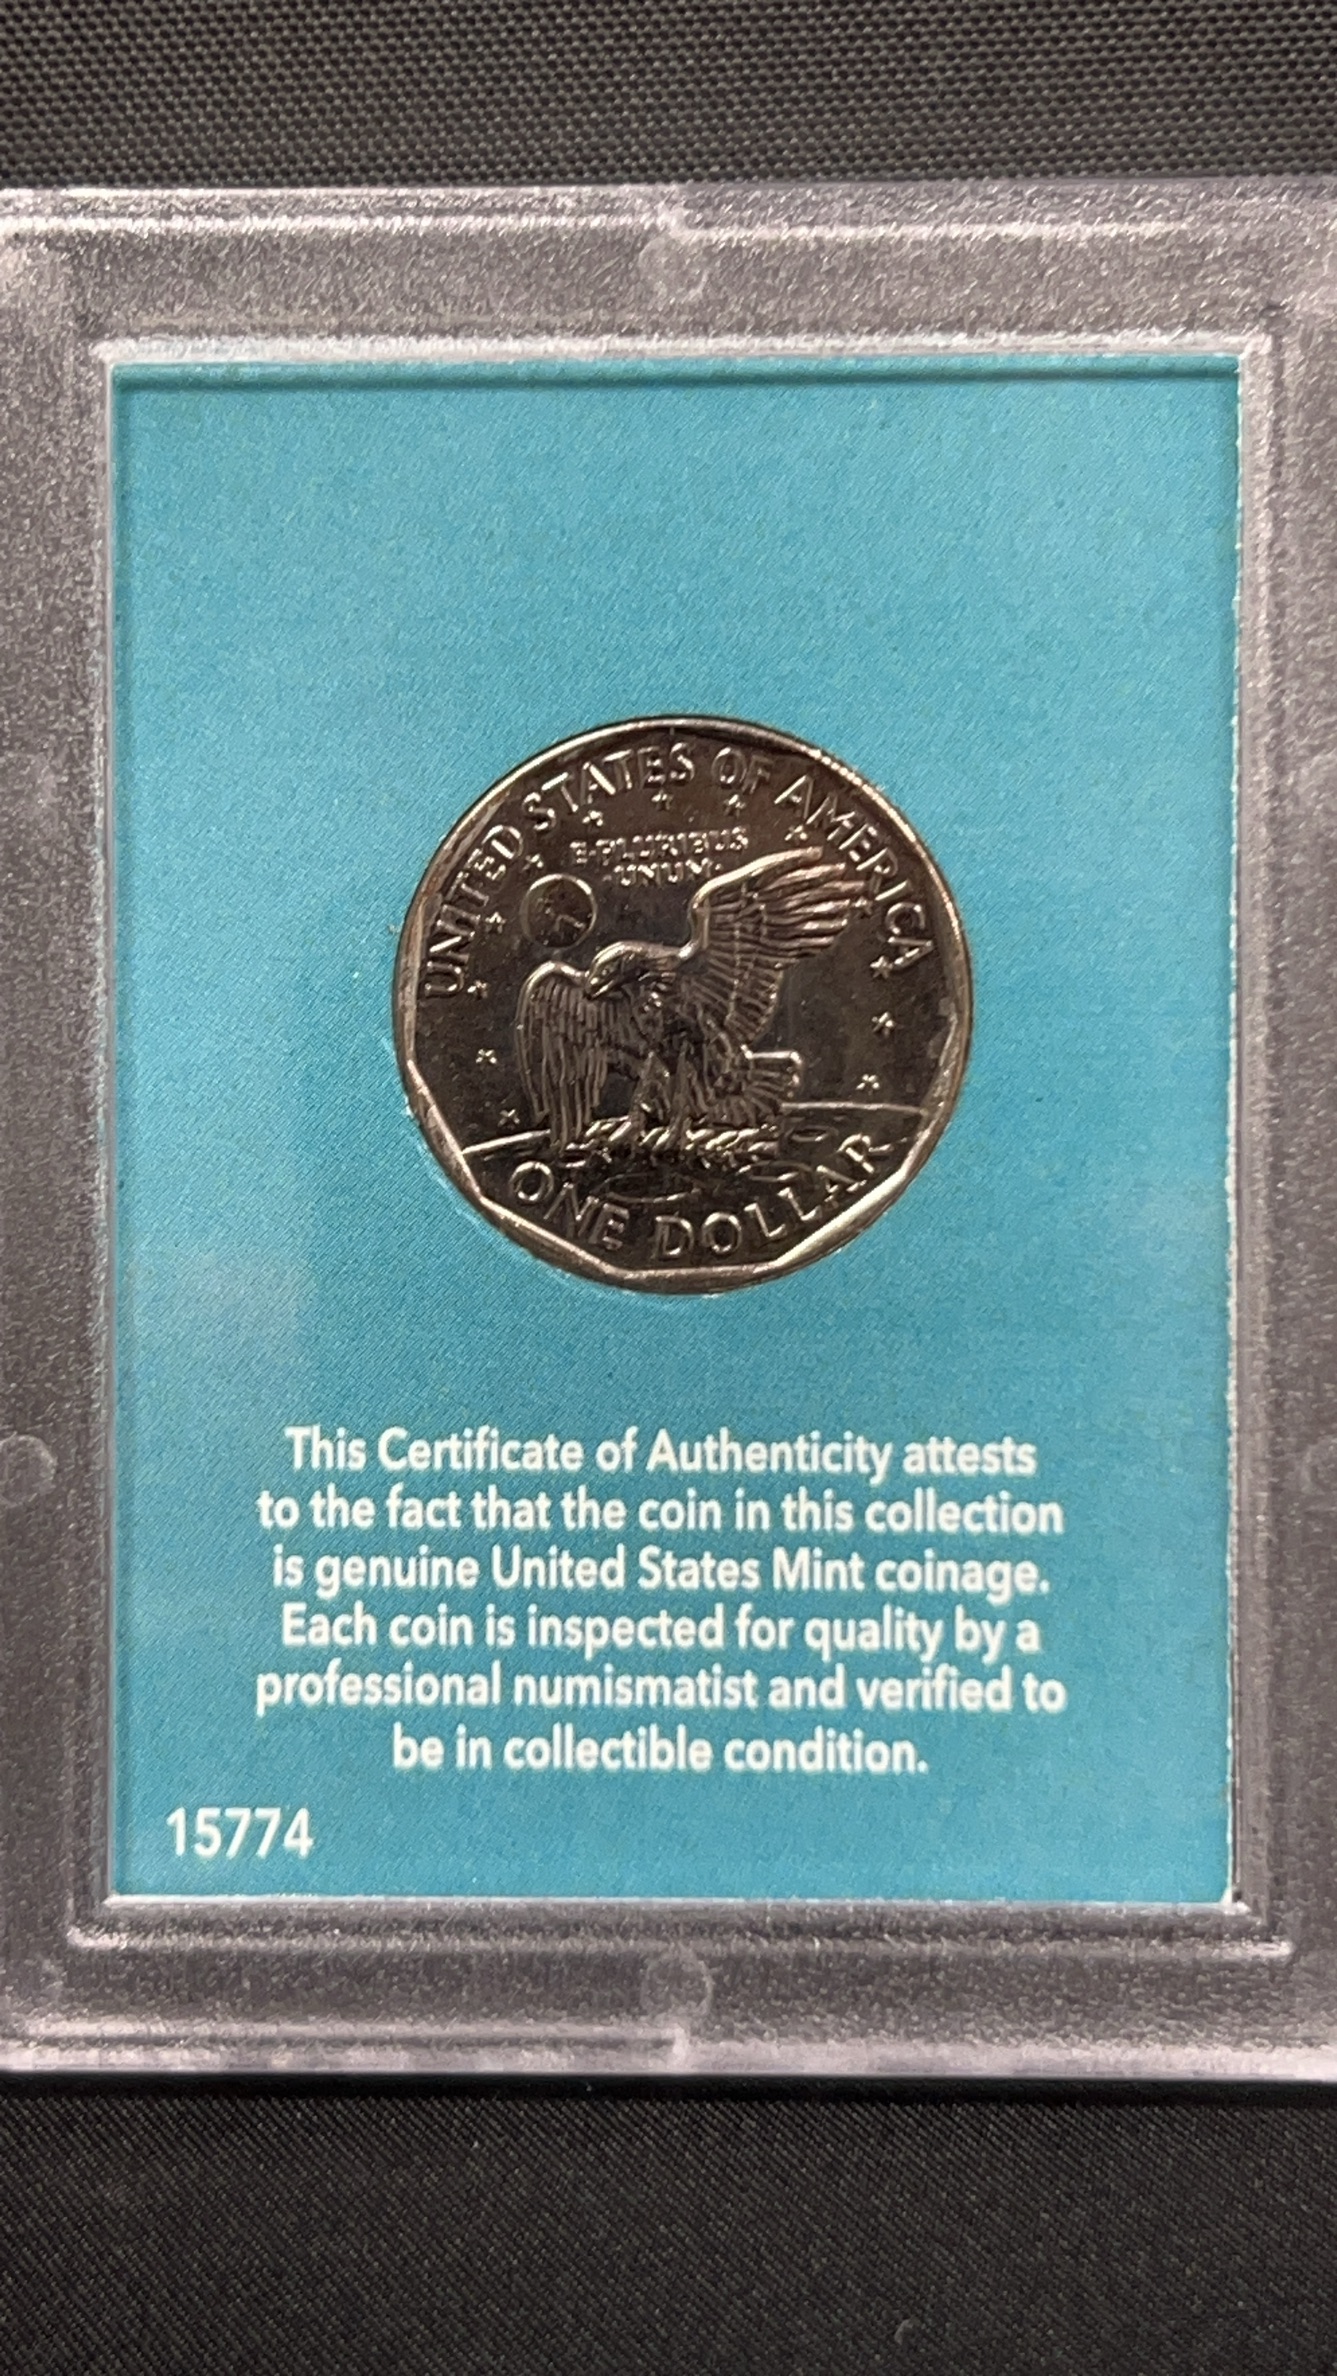 UNITED STATES OF AMERICA
E·PLURIBUS
·UNUM·
ONE DOLLAR
This Certificate of Authenticity attests
to the fact that the coin in this collection
is genuine United States Mint coinage.
Each coin is inspected for quality by a
professional numismatist and verified to
be in collectible condition.
15774